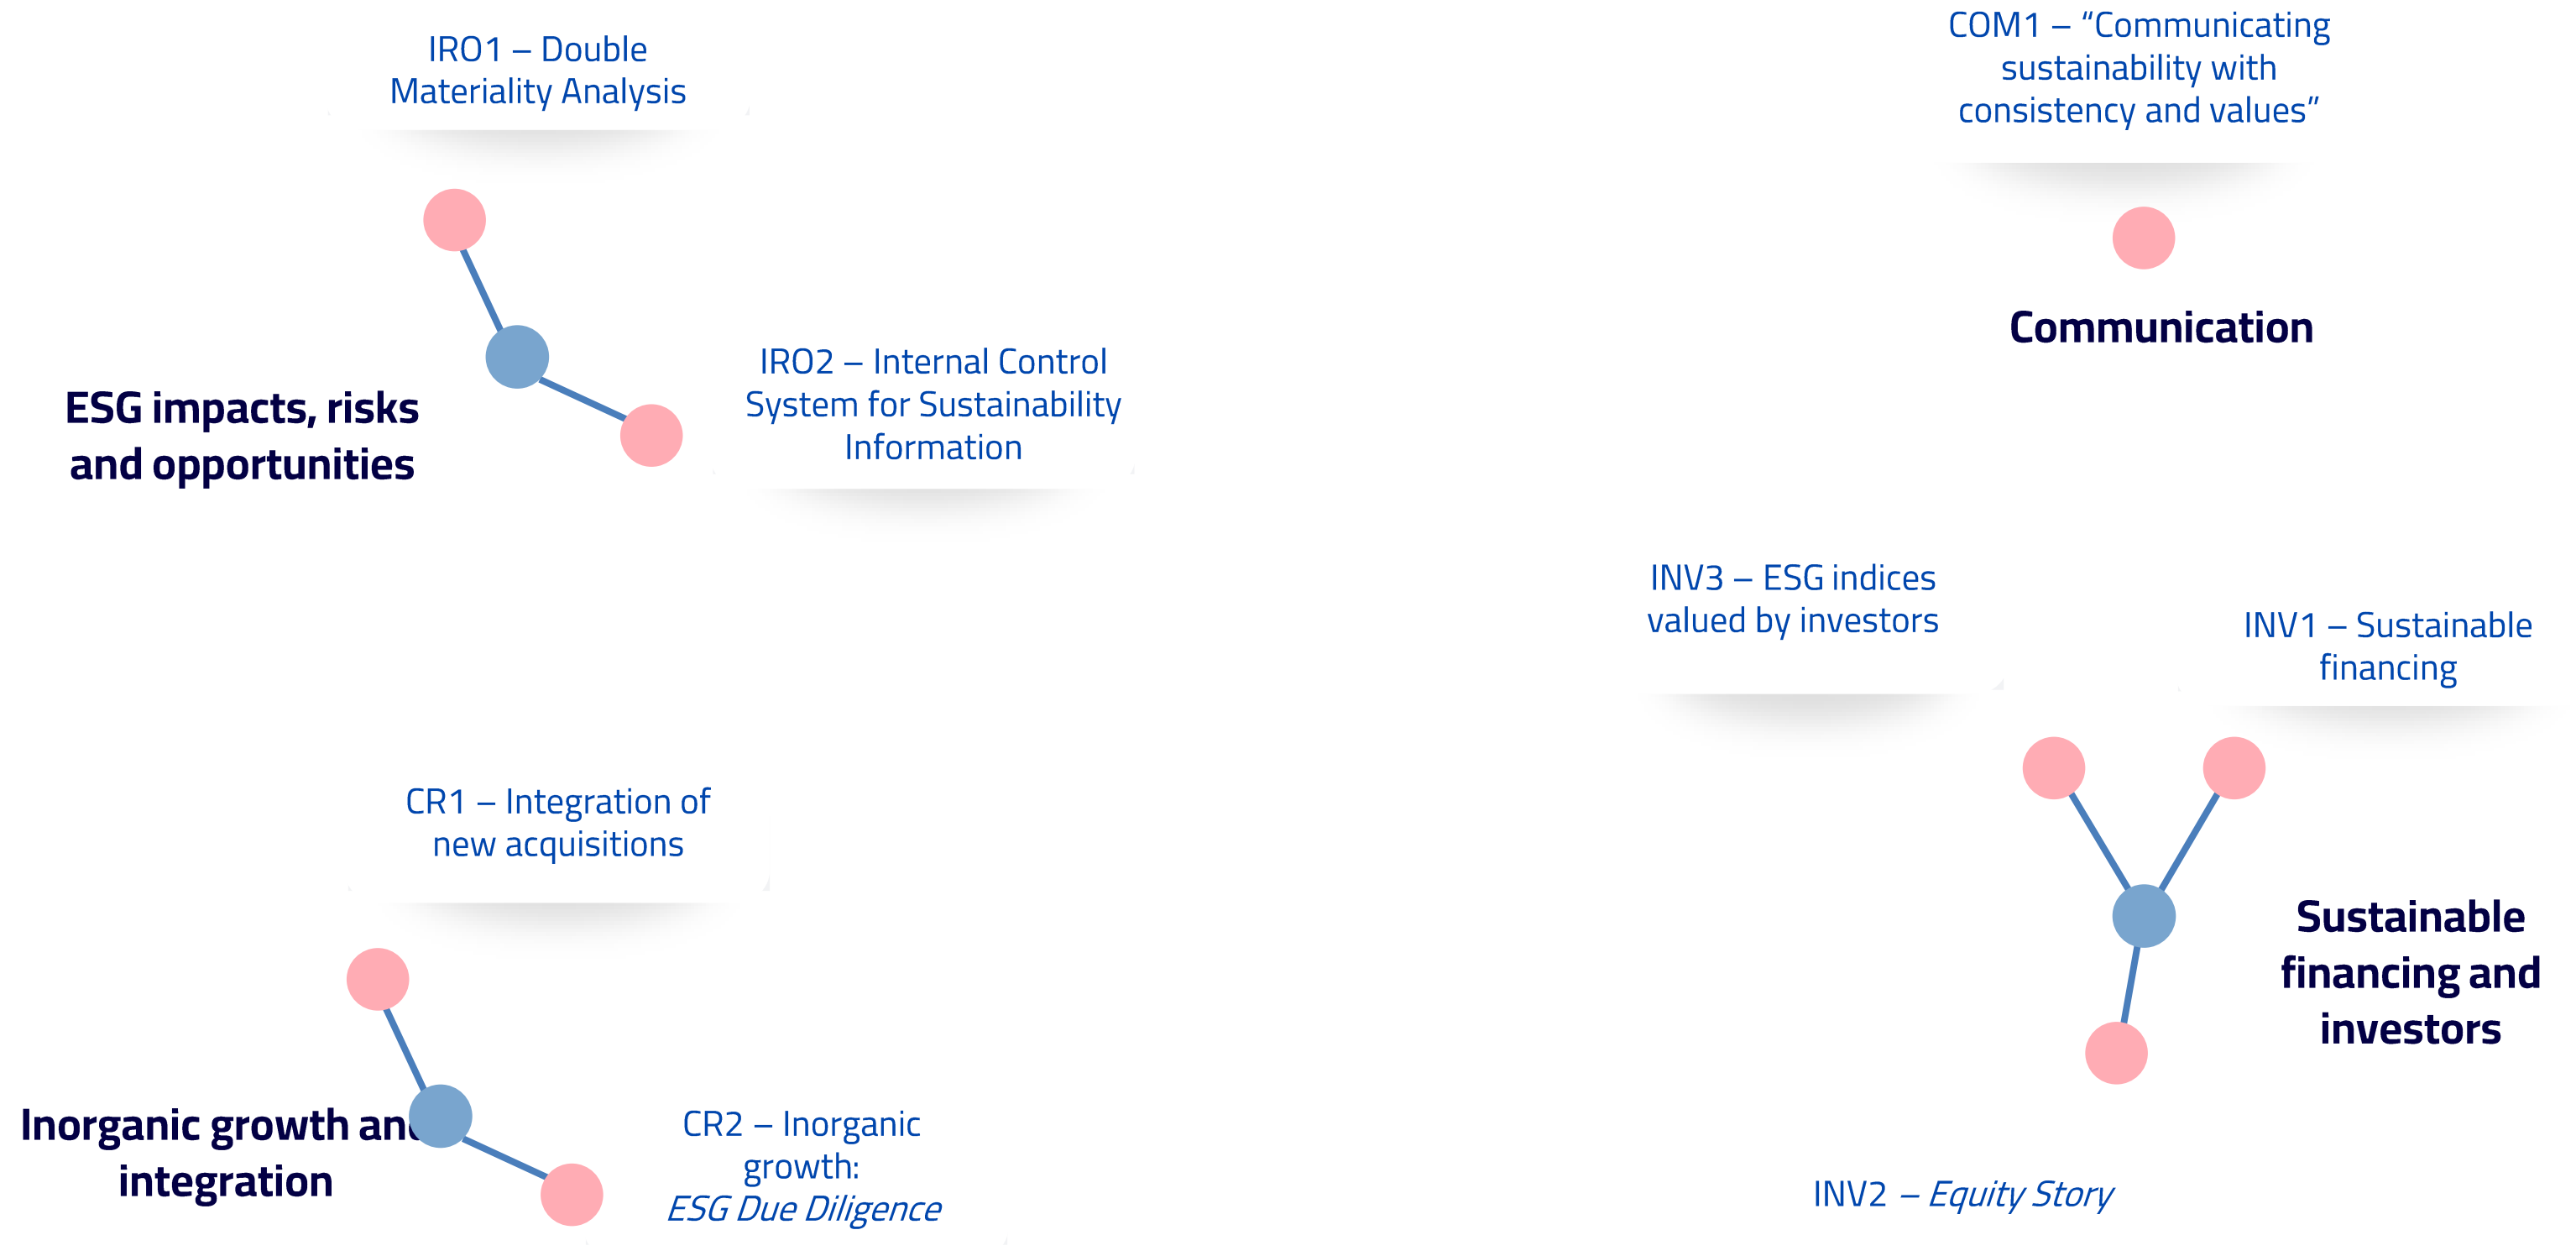 IRO1 – Double
Materiality Analysis
IRO2 – Internal Control
System for Sustainability
Information
ESG impacts, risks
and opportunities
COM1 – “Communicating
sustainability with
consistency and values”
Communication
CR1 – Integration of
new acquisitions
Inorganic growth and
integration
CR2 – Inorganic
growth:
ESG Due Diligence
INV3 – ESG indices
valued by investors
INV1 – Sustainable
financing
Sustainable
financing and
investors
INV2 – Equity Story